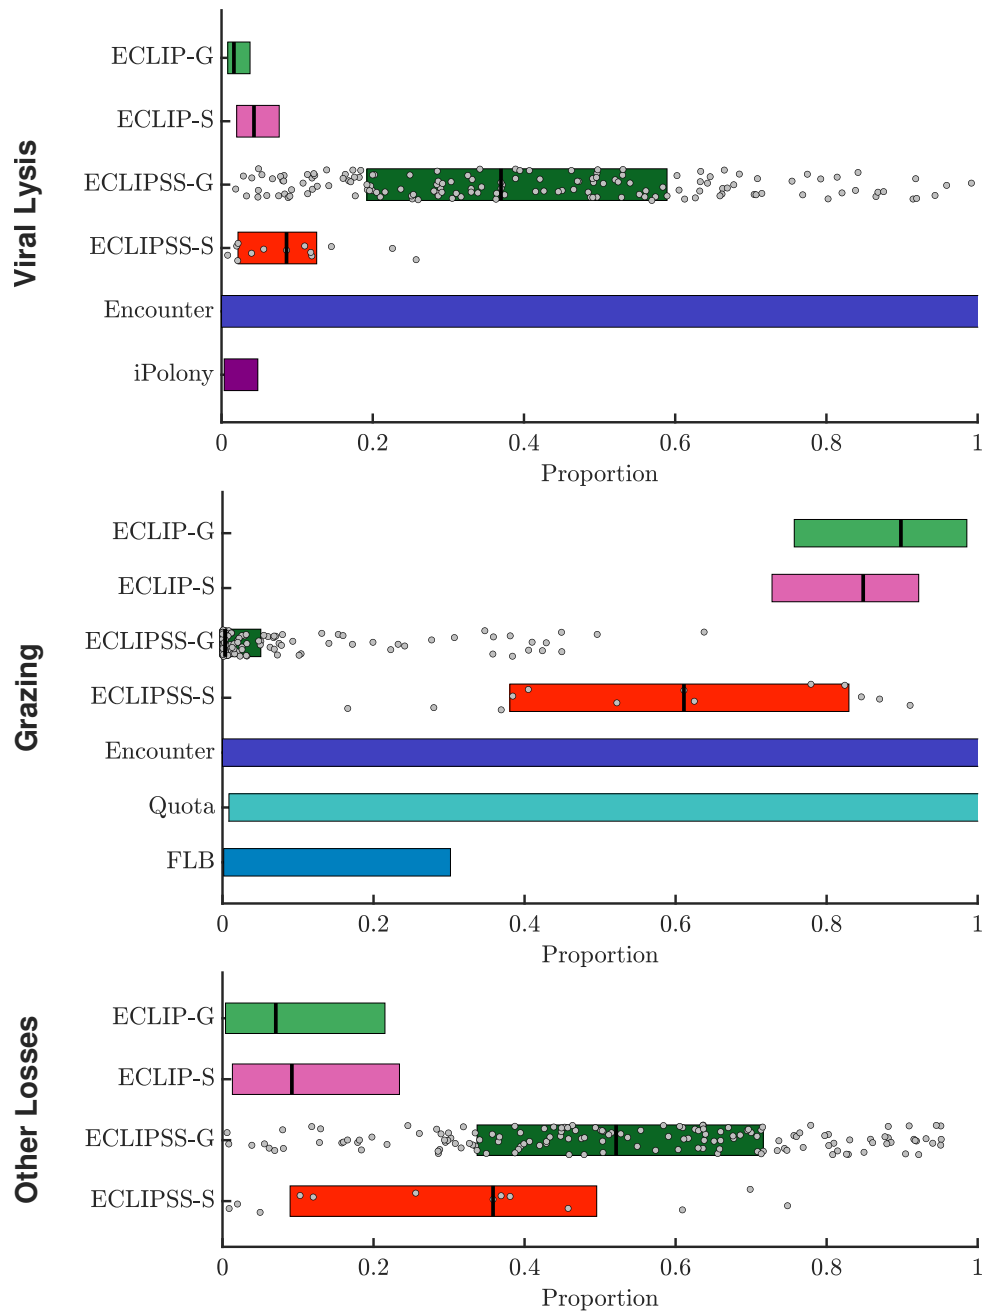 Viral Lysis
ECLIP-G
ECLIP-S
ECLIPSS-G
ECLIPSS-S
Encounter
iPolony
0 0.2 0.4 0.6 0.8 1
Proportion
Grazing
ECLIP-G
ECLIP-S
ECLIPSS-G
ECLIPSS-S
Encounter
Quota
FLB
0 0.2 0.4 0.6 0.8 1
Proportion
Other Losses
ECLIP-G
ECLIP-S
ECLIPSS-G
ECLIPSS-S
0 0.2 0.4 0.6 0.8 1
Proportion